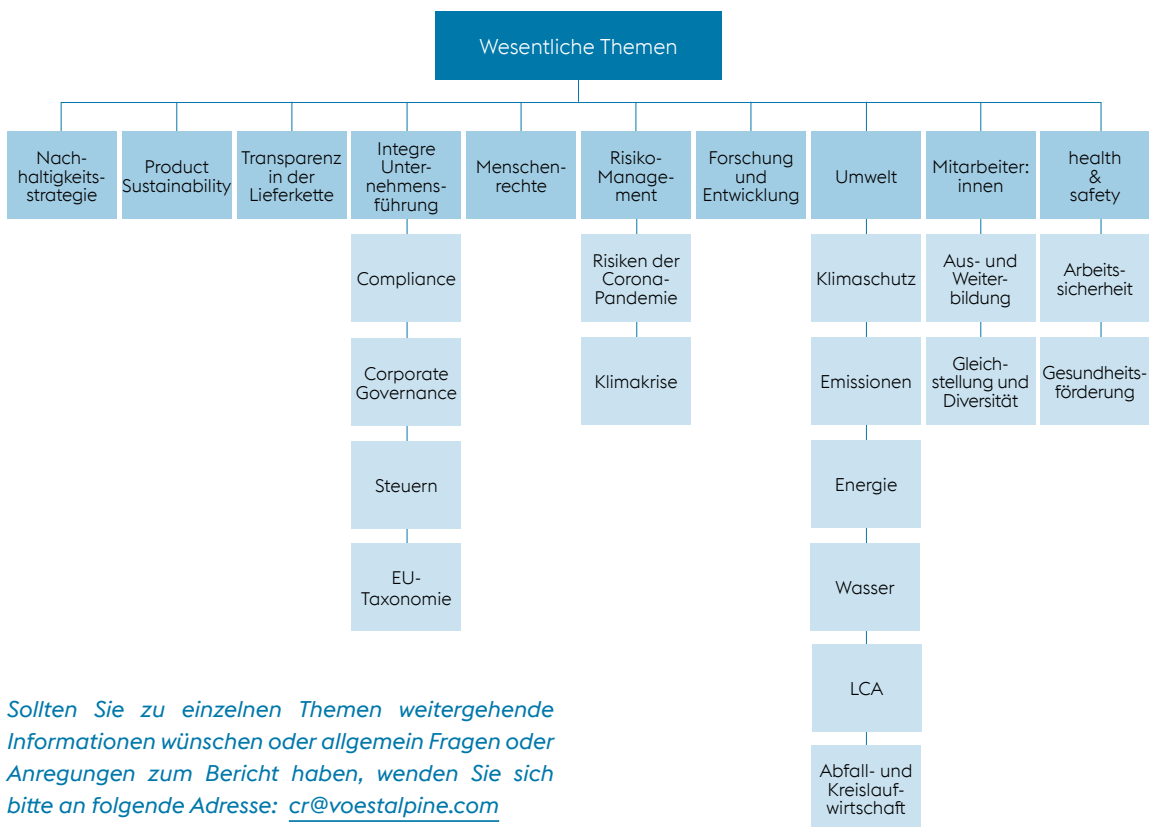 Wesentliche Themen
Nach-
haltigkeits-
strategie
Product
Sustainability
Transparenz
in der
Lieferkette
Integre
Unter-
nehmens-
führung
Menschen-
rechte
Risiko-
Manage-
ment
Forschung
und
Entwicklung
Umwelt
Mitarbeiter:
innen
health
&
safety
Compliance
Risiken der
Corona-
Pandemie
Klimaschutz
Aus- und
Weiter-
bildung
Arbeits-
sicherheit
Corporate
Governance
Klimakrise
Emissionen
Gleich-
stellung und
Diversität
Gesundheits-
förderung
Steuern
Energie
EU-
Taxonomie
Wasser
LCA
Abfall- und
Kreislauf-
wirtschaft
Sollten Sie zu einzelnen Themen weitergehende
Informationen wünschen oder allgemein Fragen oder
Anregungen zum Bericht haben, wenden Sie sich
bitte an folgende Adresse: cr@voestalpine.com